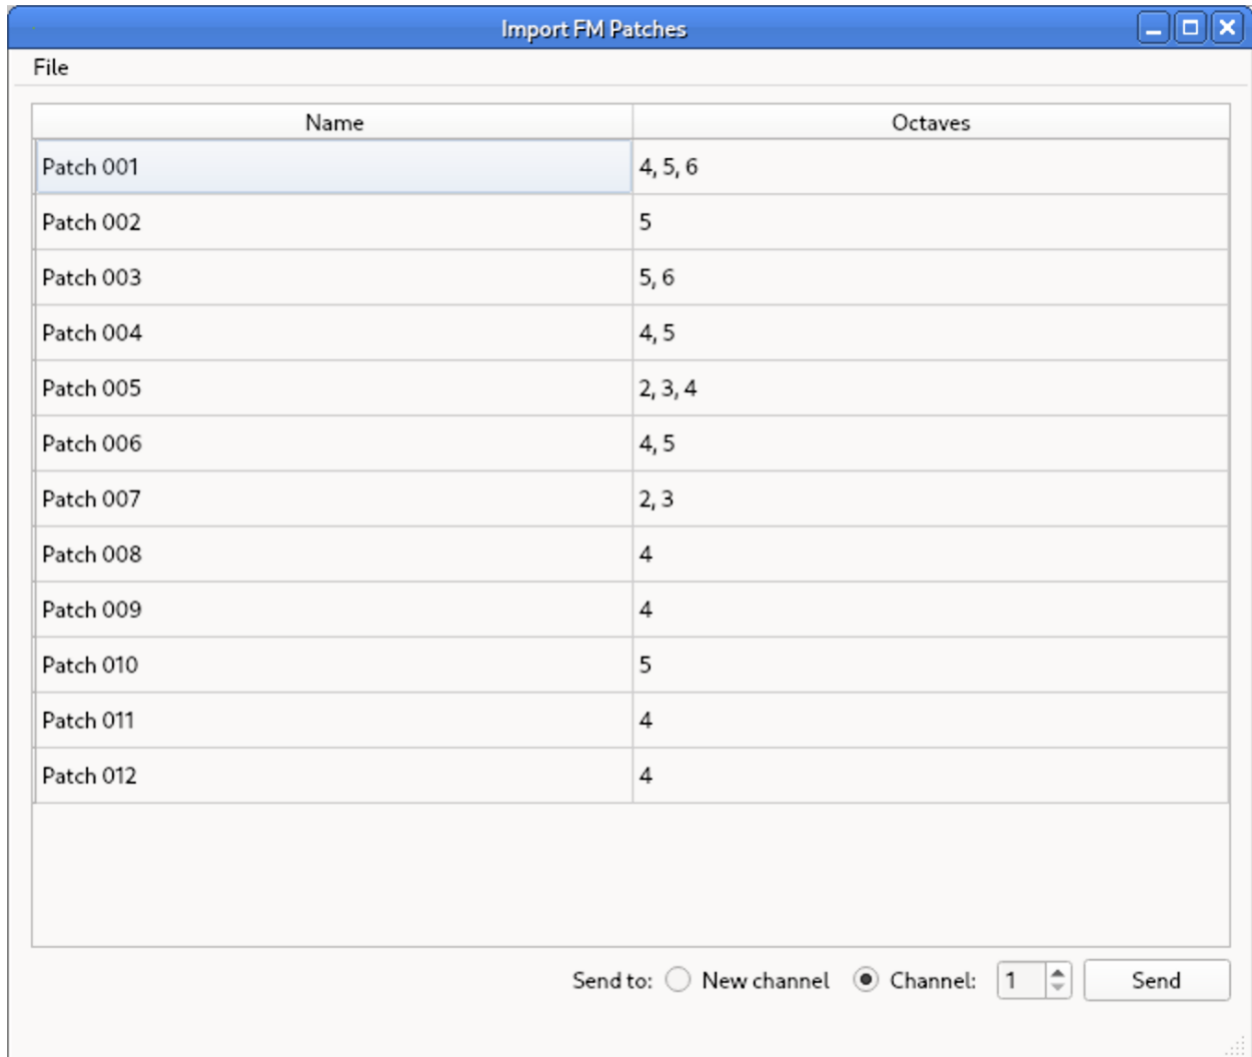 Import FM Patches
File
Name Octaves
Patch 001 4, 5, 6
Patch 002 5
Patch 003 5, 6
Patch 004 4, 5
Patch 005 2, 3, 4
Patch 006 4, 5
Patch 007 2, 3
Patch 008 4
Patch 009 4
Patch 010 5
Patch 011 4
Patch 012 4
Send to: New channel Channel: 1 Send